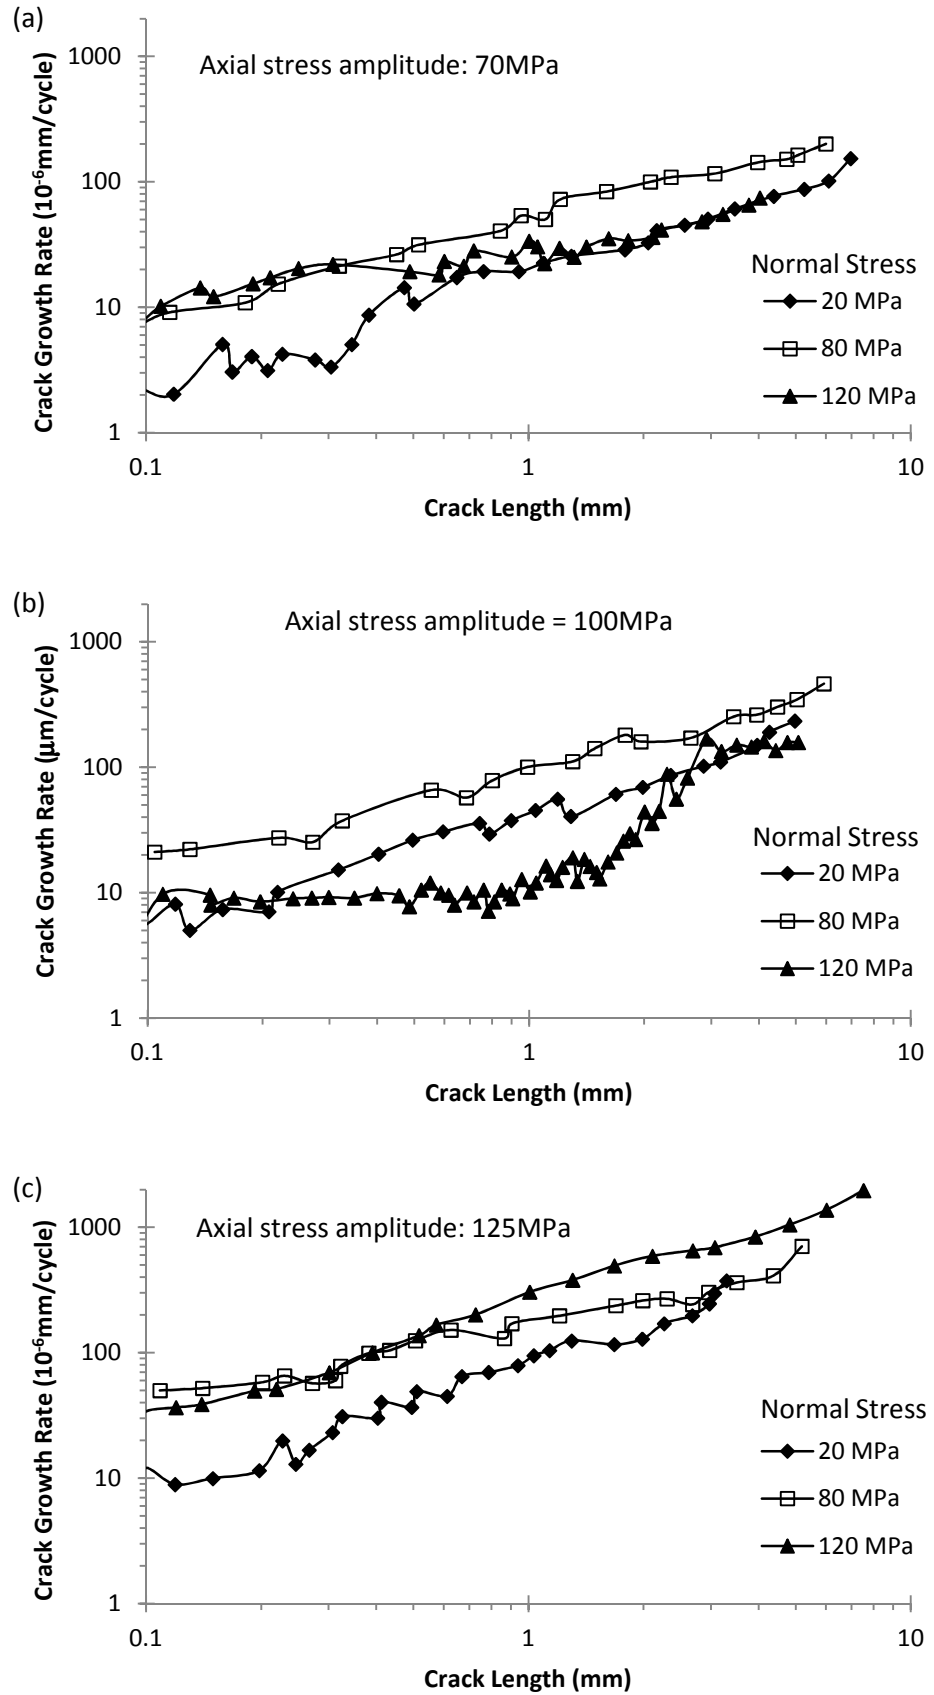 (a)
1000
Axial stress amplitude: 70MPa
100
10
1
Crack Growth Rate (10⁻⁶mm/cycle)
Normal Stress
20 MPa
80 MPa
120 MPa
0.1 1 10
Crack Length (mm)
(b)
Axial stress amplitude = 100MPa
1000
100
10
1
Crack Growth Rate (μm/cycle)
Normal Stress
20 MPa
80 MPa
120 MPa
0.1 1 10
Crack Length (mm)
(c)
1000
Axial stress amplitude: 125MPa
100
10
1
Crack Growth Rate (10⁻⁶mm/cycle)
Normal Stress
20 MPa
80 MPa
120 MPa
0.1 1 10
Crack Length (mm)